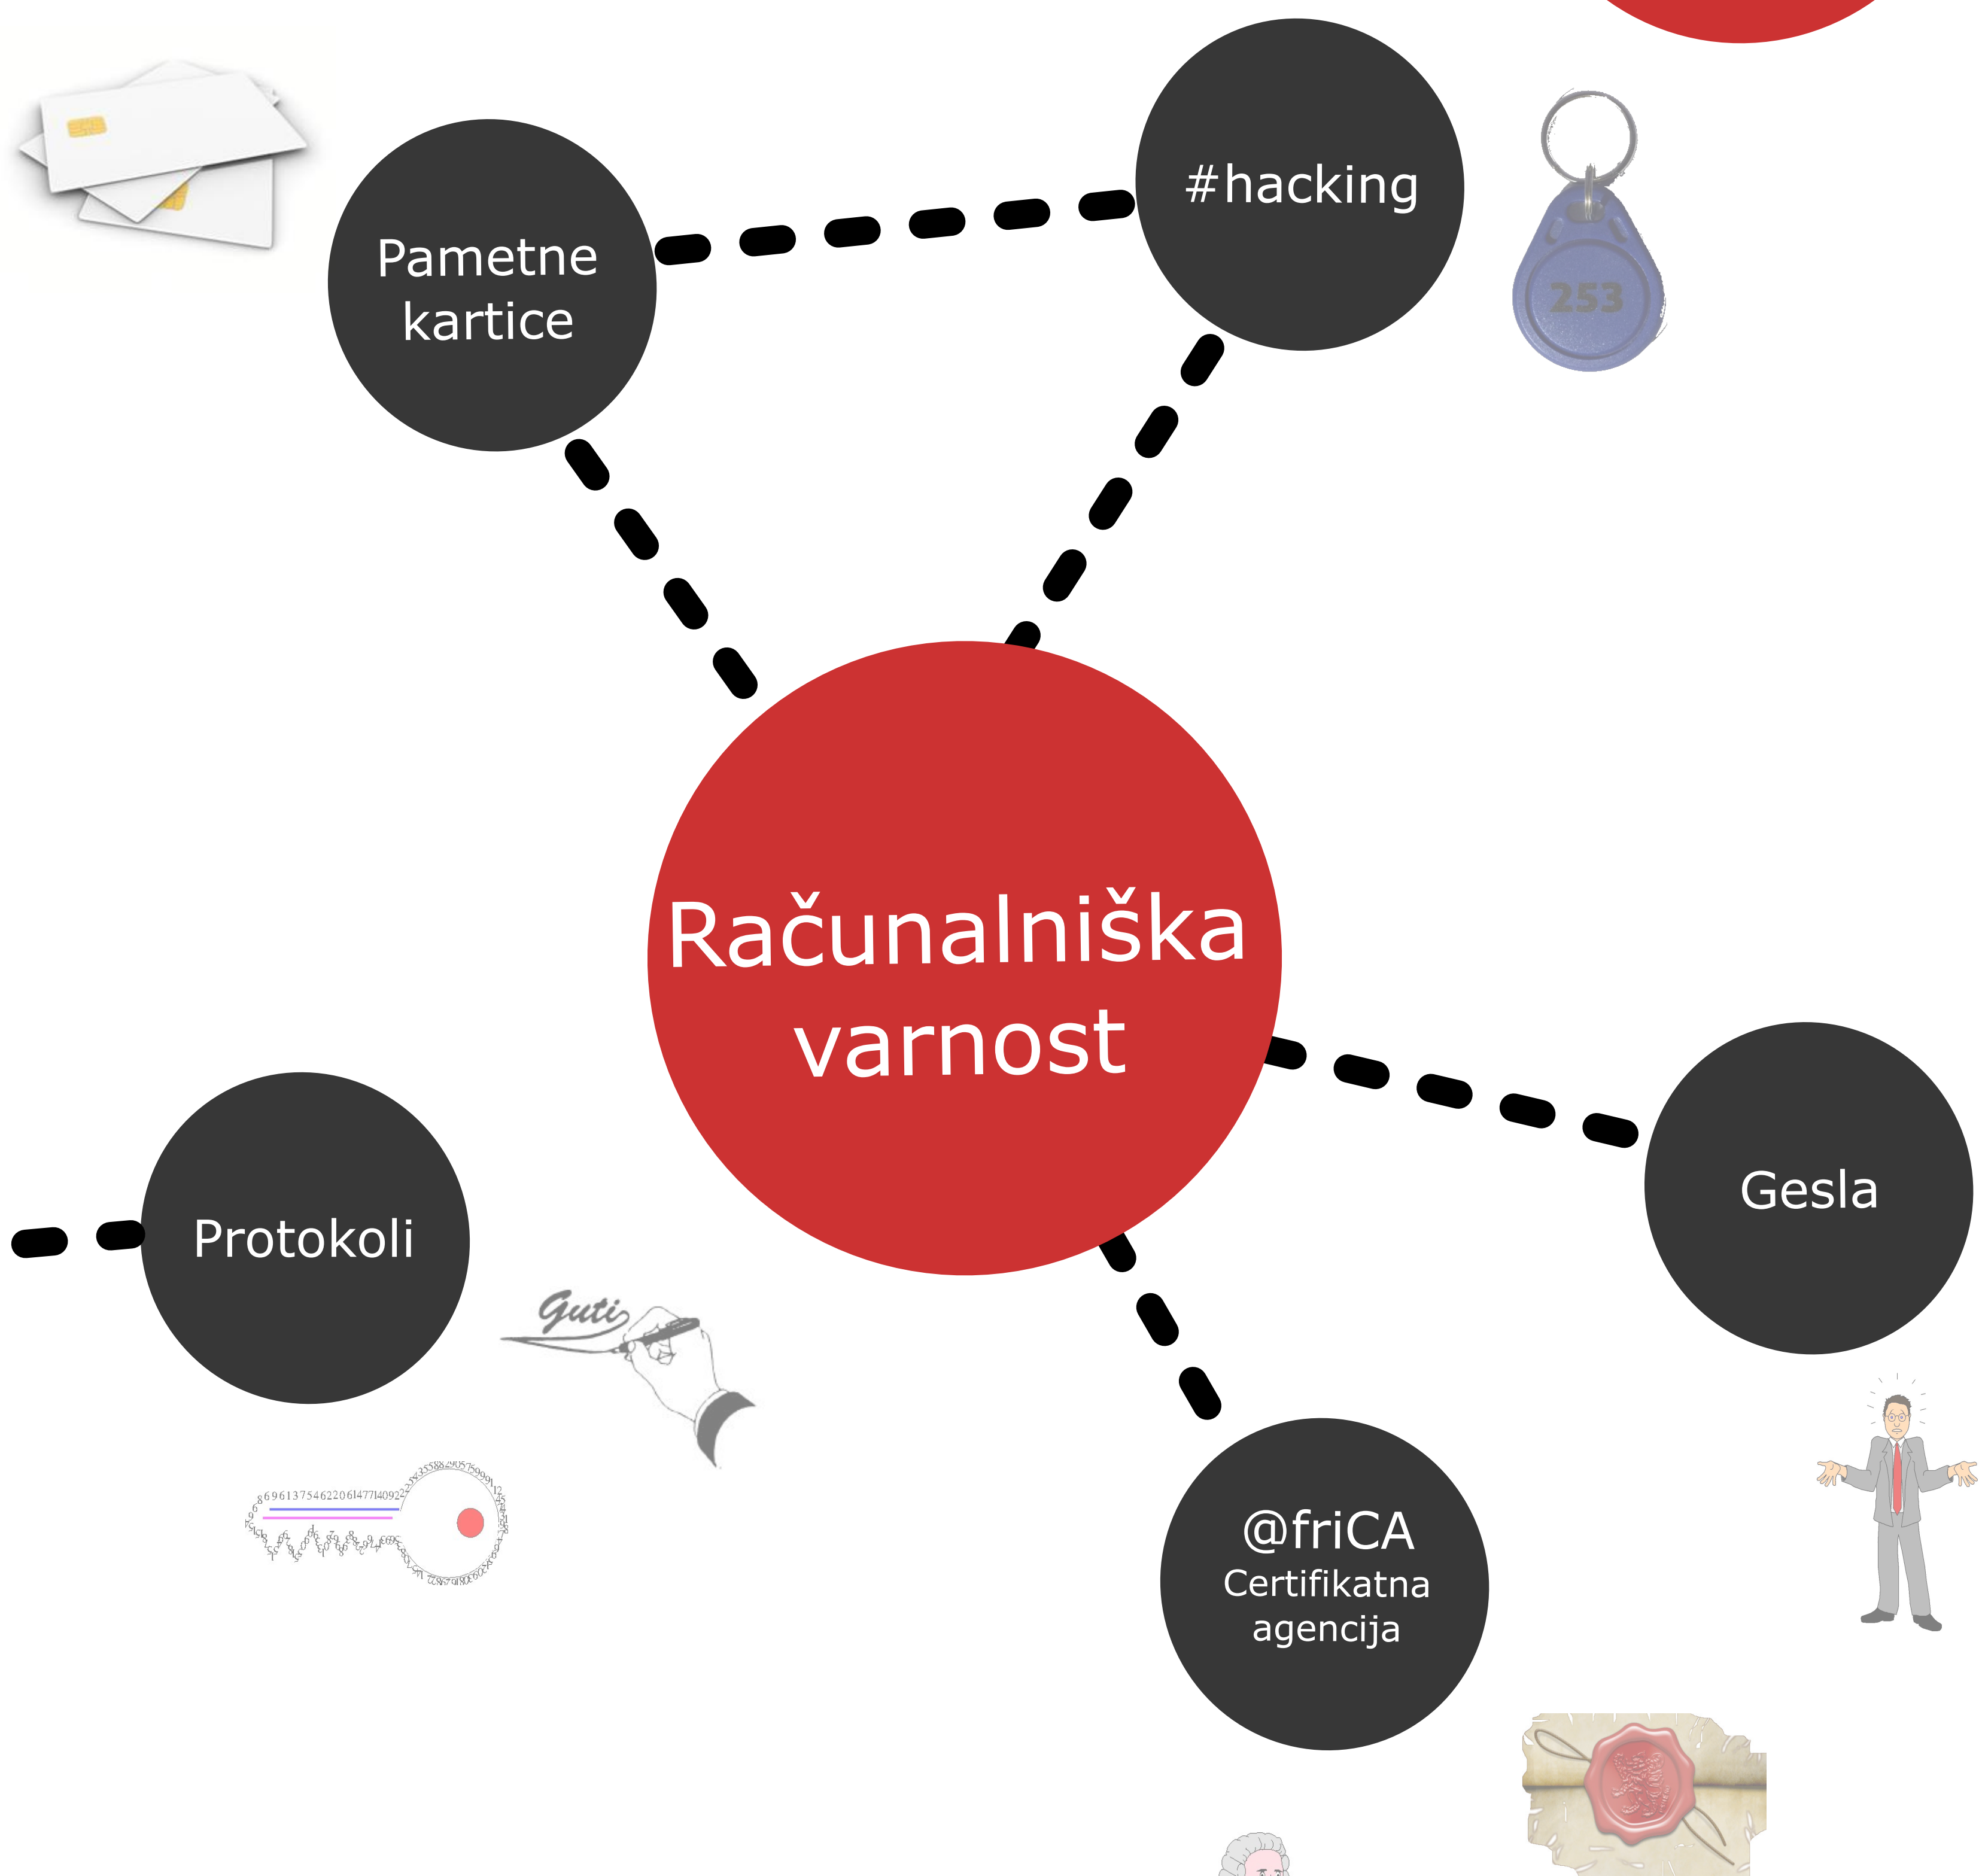 #hacking
Pametne
kartice
253
Računalniška
varnost
Gesla
Protokoli
Guti
@friCA
Certifikatna
agencija